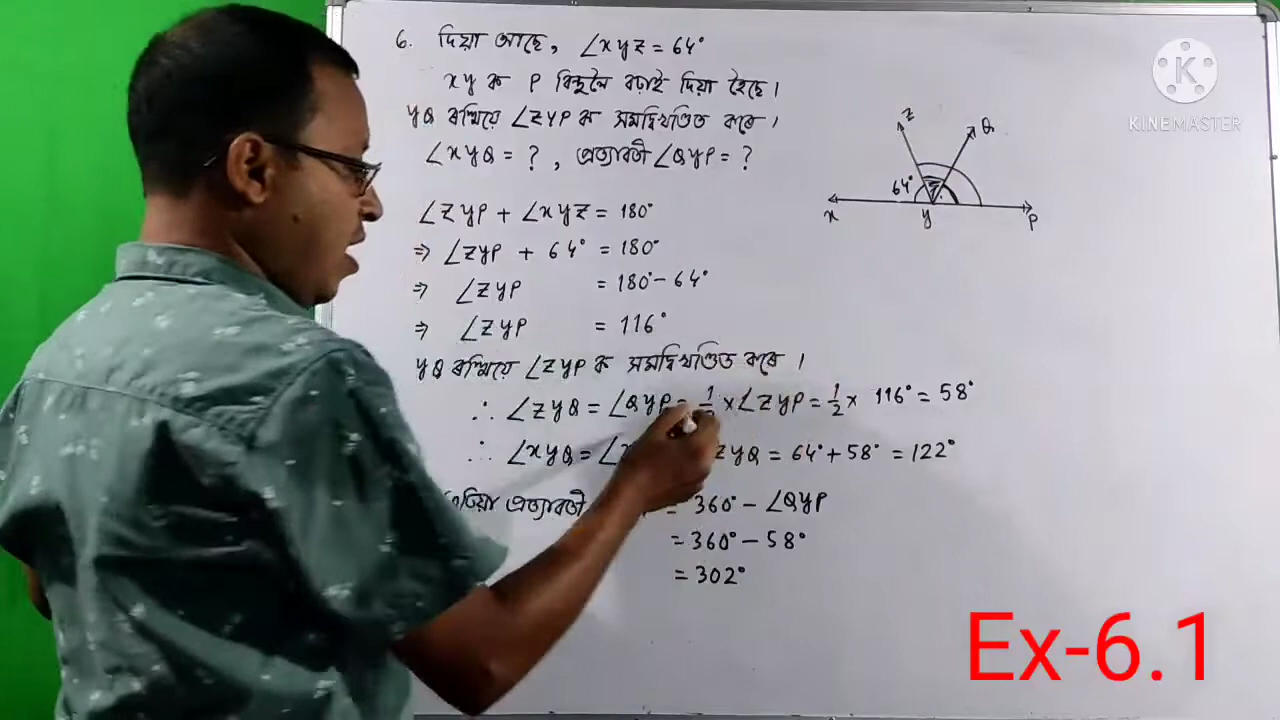 6. দিয়া আছে, ∠xyz = 64°
xy ক P বিন্দুলৈ বঢ়াই দিয়া হৈছে।
yQ ৰশ্মিয়ে ∠ZYP ক সমদ্বিখণ্ডিত কৰে।
∠xyQ = ? , প্ৰত্যাৱৰ্তী ∠QYP = ?
∠ZYP + ∠xyz = 180°
⇒ ∠ZYP + 64° = 180°
⇒ ∠ZYP = 180° - 64°
⇒ ∠ZYP = 116°
yQ ৰশ্মিয়ে ∠ZYP ক সমদ্বিখণ্ডিত কৰে।
∴ ∠ZYQ = ∠QYP = 1/2 × ∠ZYP = 1/2 × 116° = 58°
∴ ∠xyQ = ∠x ZYQ = 64° + 58° = 122°
প্ৰত্যাৱৰ্তী = 360° - ∠QYP
= 360° - 58°
= 302°
z
Q
64°
x
y
P
K
KINEMASTER
Ex-6.1